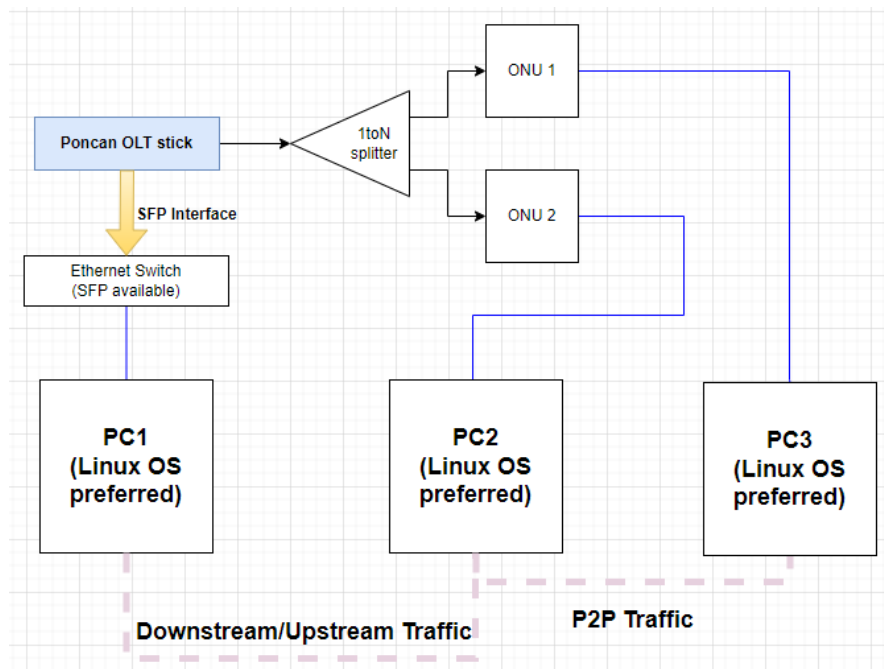 ONU 1
Poncan OLT stick
1toN
splitter
SFP Interface
ONU 2
Ethernet Switch
(SFP available)
PC1
(Linux OS
preferred)
PC2
(Linux OS
preferred)
PC3
(Linux OS
preferred)
Downstream/Upstream Traffic
P2P Traffic